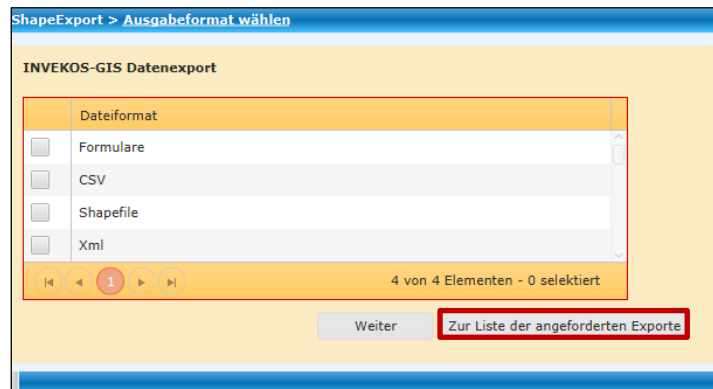 ShapeExport > Ausgabeformat wählen
INVEKOS-GIS Datenexport
Dateiformat
Formulare
CSV
Shapefile
Xml
1
4 von 4 Elementen - 0 selektiert
Weiter
Zur Liste der angeforderten Exporte